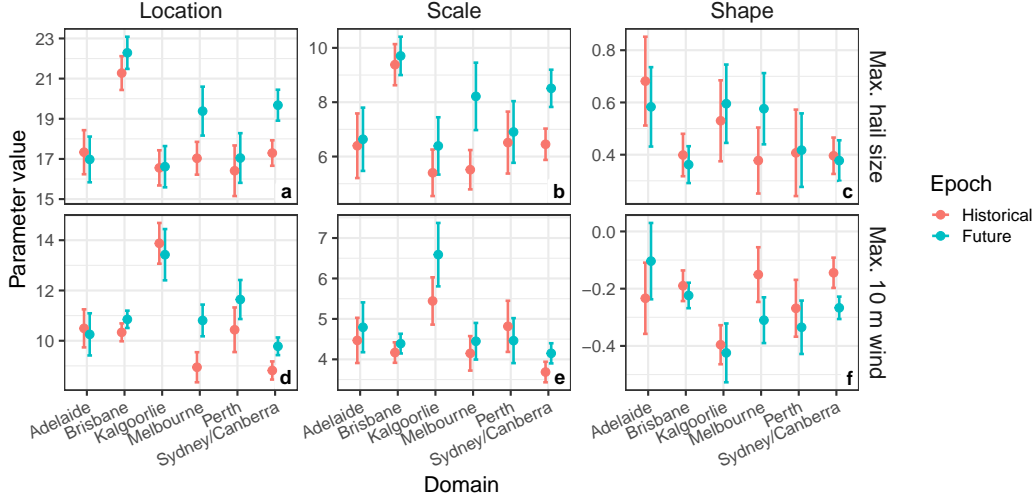 Location
Scale
Shape
Parameter value
23
21
19
17
15
a
10
8
6
b
0.8
0.6
0.4
c
Max. hail size
14
12
10
d
7
6
5
4
e
0.0
−0.2
−0.4
f
Max. 10 m wind
Epoch
Historical
Future
Adelaide
Brisbane
Kalgoorlie
Melbourne
Perth
Sydney/Canberra
Adelaide
Brisbane
Kalgoorlie
Melbourne
Perth
Sydney/Canberra
Adelaide
Brisbane
Kalgoorlie
Melbourne
Perth
Sydney/Canberra
Domain